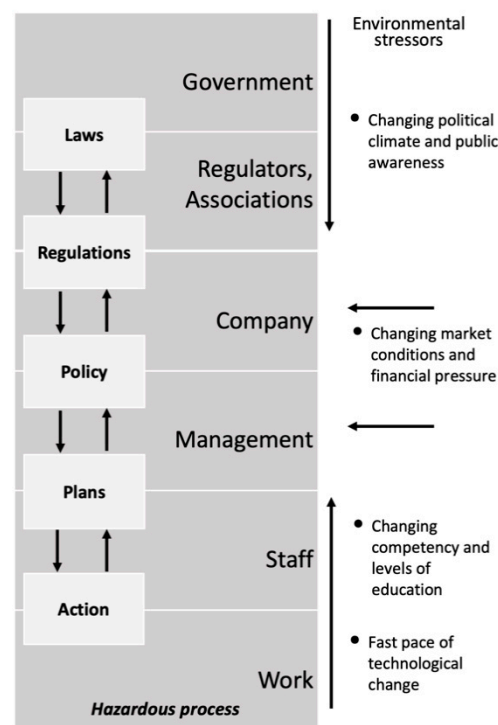 Environmental
stressors
Government
Changing political
climate and public
awareness
Laws
Regulators,
Associations
Regulations
Company
Changing market
conditions and
financial pressure
Policy
Management
Plans
Changing
competency and
levels of
education
Staff
Action
Fast pace of
technological
change
Work
Hazardous process